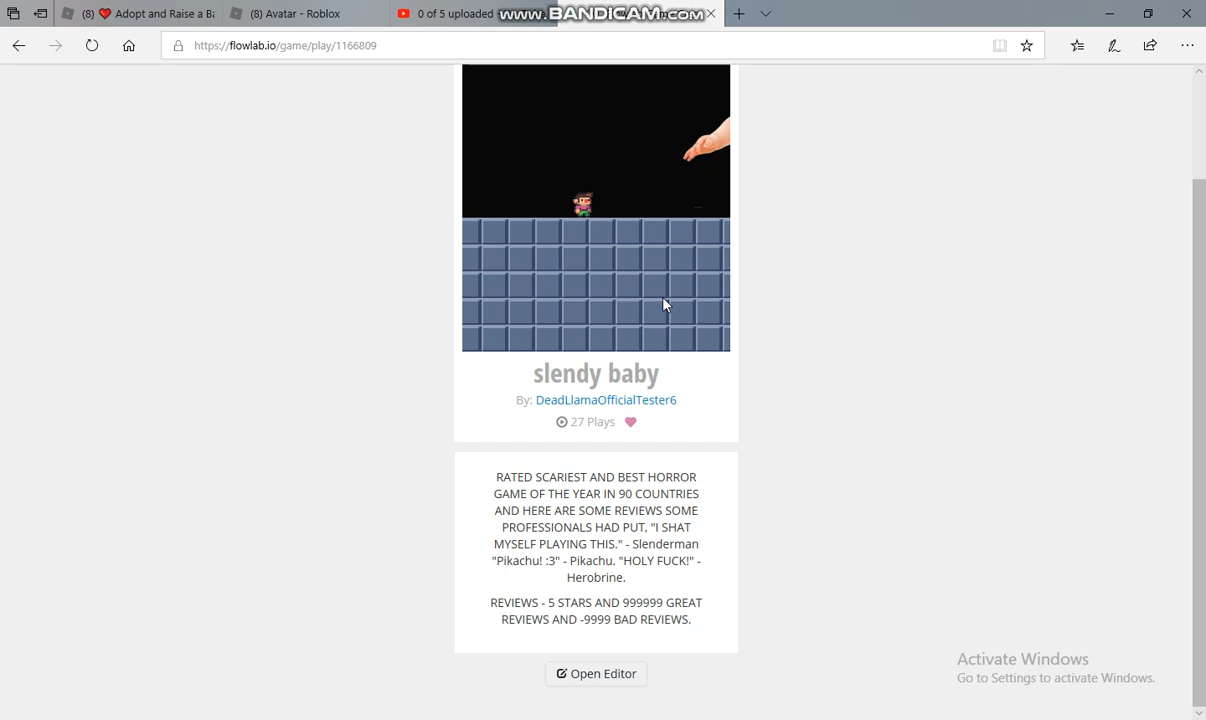 (8) ❤ Adopt and Raise a Ba
(8) Avatar - Roblox
0 of 5 uploaded
www.BANDICAM.com
https://flowlab.io/game/play/1166809
slendy baby
By: DeadLlamaOfficialTester6
27 Plays
RATED SCARIEST AND BEST HORROR
GAME OF THE YEAR IN 90 COUNTRIES
AND HERE ARE SOME REVIEWS SOME
PROFESSIONALS HAD PUT, "I SHAT
MYSELF PLAYING THIS." - Slenderman
"Pikachu! :3" - Pikachu. "HOLY FUCK!" -
Herobrine.
REVIEWS - 5 STARS AND 999999 GREAT
REVIEWS AND -9999 BAD REVIEWS.
Open Editor
Activate Windows
Go to Settings to activate Windows.